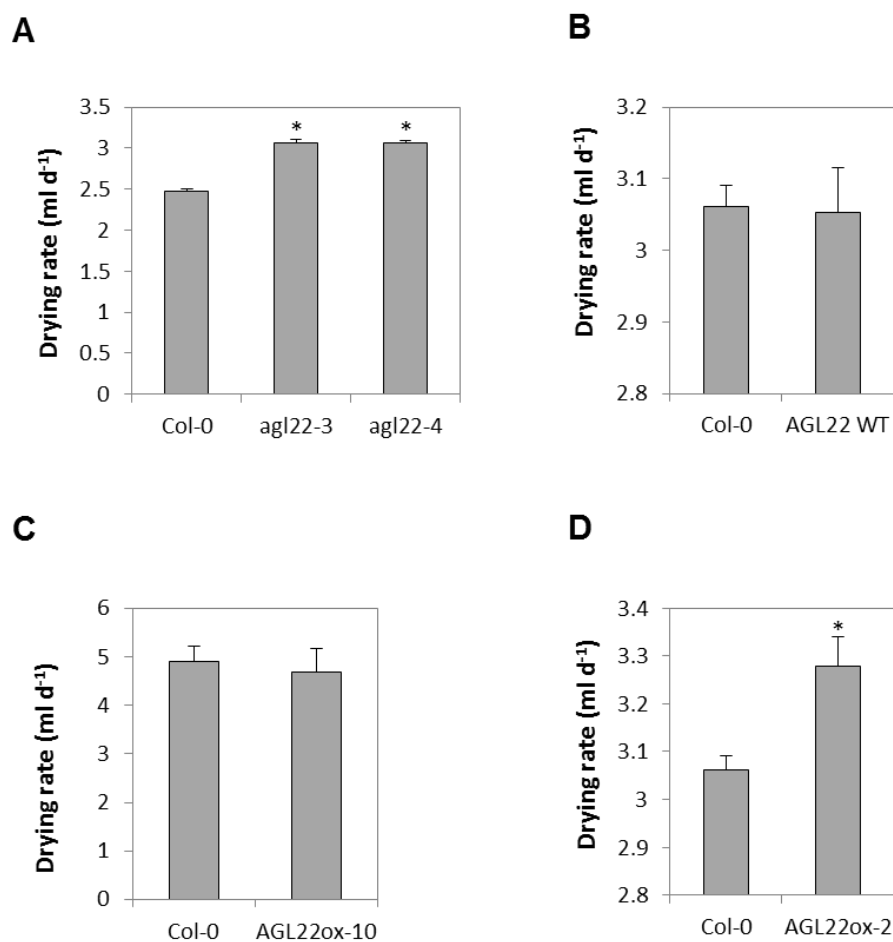 A
Drying rate (ml d⁻¹)
3.5
3
2.5
2
1.5
1
0.5
0
*
*
Col-0
agl22-3
agl22-4
B
Drying rate (ml d⁻¹)
3.2
3.1
3
2.9
2.8
Col-0
AGL22 WT
C
Drying rate (ml d⁻¹)
6
5
4
3
2
1
0
Col-0
AGL22ox-10
D
Drying rate (ml d⁻¹)
3.4
3.3
3.2
3.1
3
2.9
2.8
*
Col-0
AGL22ox-2